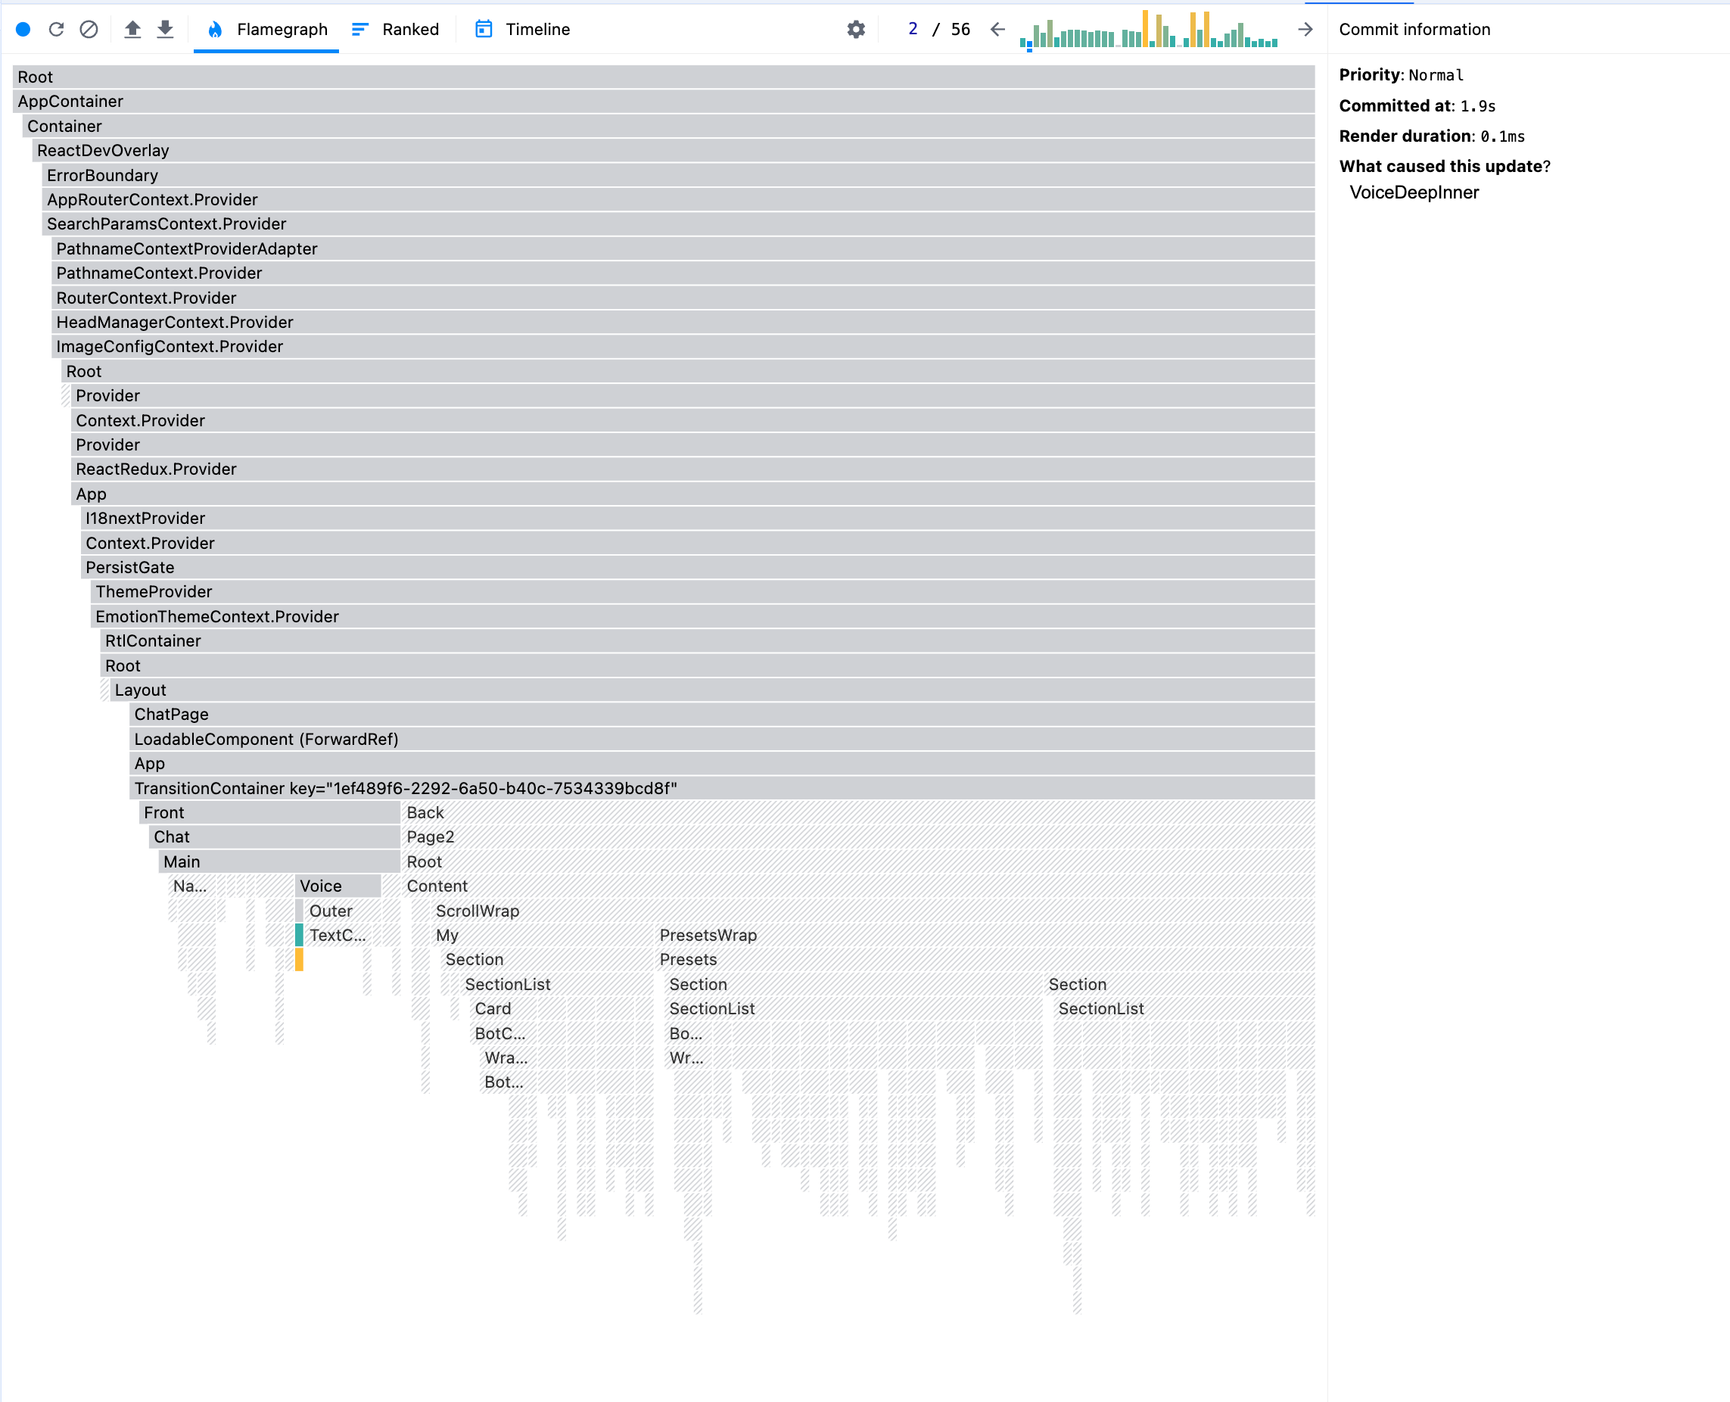 Flamegraph Ranked Timeline 2 / 56 Commit information
Root
AppContainer
Container
ReactDevOverlay
ErrorBoundary
AppRouterContext.Provider
SearchParamsContext.Provider
PathnameContextProviderAdapter
PathnameContext.Provider
RouterContext.Provider
HeadManagerContext.Provider
ImageConfigContext.Provider
Root
Provider
Context.Provider
Provider
ReactRedux.Provider
App
I18nextProvider
Context.Provider
PersistGate
ThemeProvider
EmotionThemeContext.Provider
RtlContainer
Root
Layout
ChatPage
LoadableComponent (ForwardRef)
App
TransitionContainer key="1ef489f6-2292-6a50-b40c-7534339bcd8f"
Front Back
Chat Page2
Main Root
Na... Voice Content
Outer ScrollWrap
TextC... My PresetsWrap
Section Presets
SectionList Section Section
Card SectionList SectionList
BotC... Bo...
Wra... Wr...
Bot...
Priority: Normal
Committed at: 1.9s
Render duration: 0.1ms
What caused this update?
VoiceDeepInner